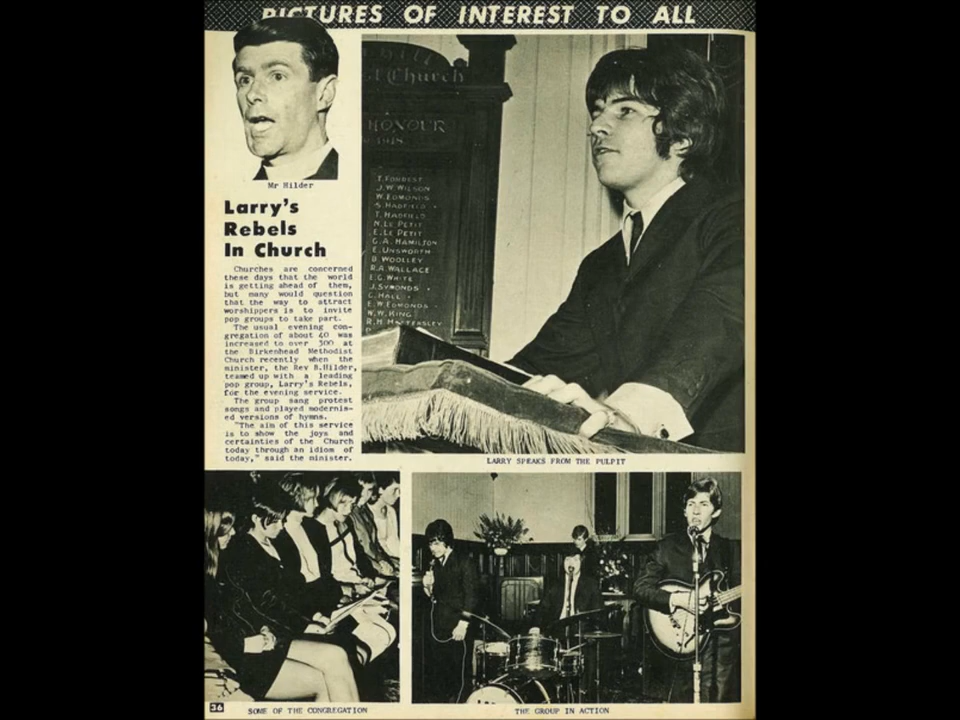 PICTURES OF INTEREST TO ALL
Mr Hilder
Larry's
Rebels
In Church
Churches are concerned
these days that the world
is getting ahead of them,
but many would question
that the way to attract
worshippers is to invite
pop groups to take part.
The usual evening con-
gregation of about 40 was
increased to over 300 at
the Birkenhead Methodist
Church recently when the
minister, the Rev B.Hilder,
teamed up with a leading
pop group, Larry's Rebels,
for the evening service.
The group sang protest
songs and played modernis-
ed versions of hymns.
"The aim of this service
is to show the joys and
certainties of the Church
today through an idiom of
today," said the minister.
st Church
HONOUR
T. FORREST
J. W. WILSON
W. EDMONDS
S. HADFIELD
T. HADFIELD
N. LE PETIT
E. LE PETIT
G. A. HAMILTON
E. UNSWORTH
B. WOOLLEY
R. A. WALLACE
WHITE
J. SYMONDS
HALL
E. W. EDMONDS
W. W. KING
R. H. MATTERSLEY
LARRY SPEAKS FROM THE PULPIT
36
SOME OF THE CONGREGATION
THE GROUP IN ACTION